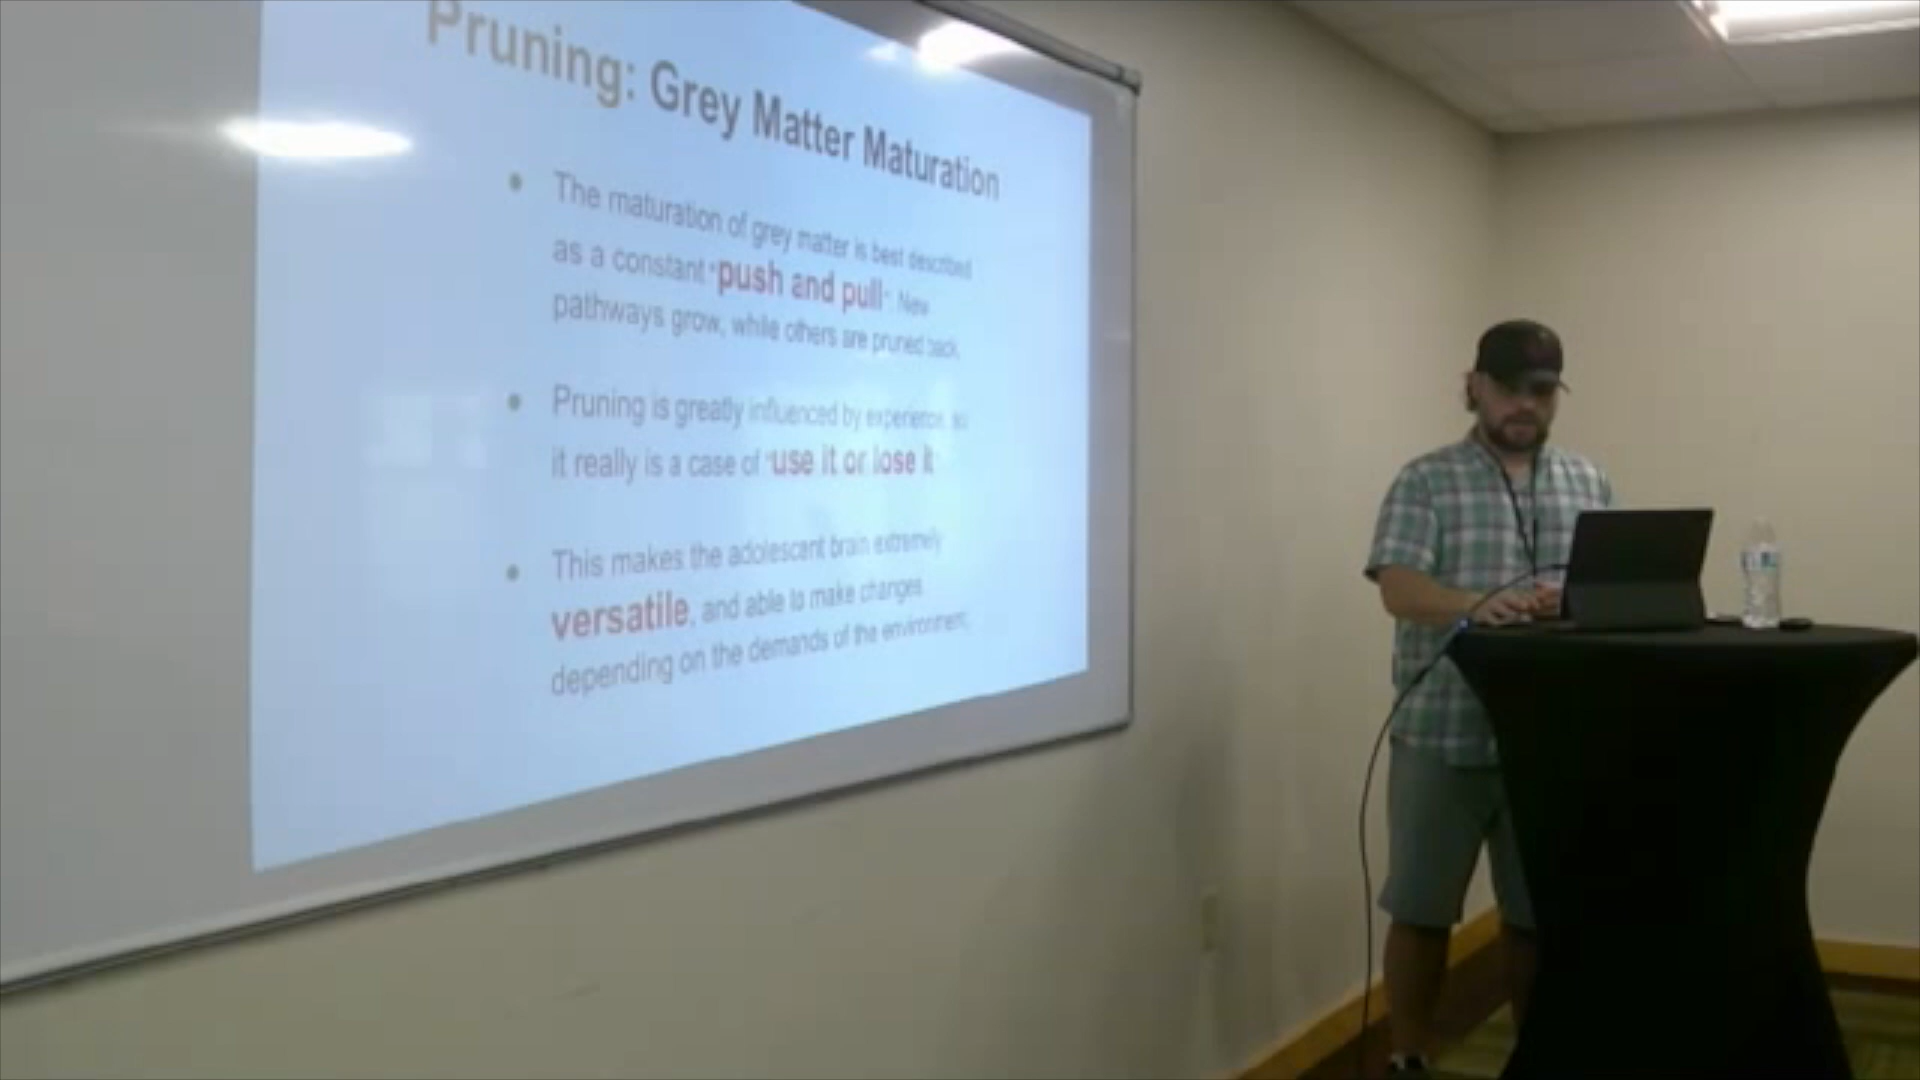 Pruning: Grey Matter Maturation
● The maturation of grey matter is best described
as a constant "push and pull". New
pathways grow, while others are pruned back.
● Pruning is greatly influenced by experience, so
it really is a case of "use it or lose it"
● This makes the adolescent brain extremely
versatile, and able to make changes
depending on the demands of the environment.